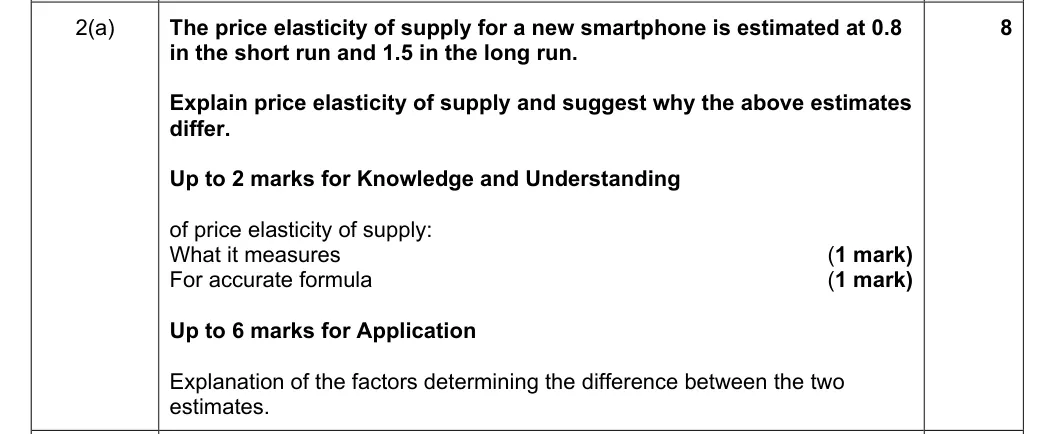 2(a)
The price elasticity of supply for a new smartphone is estimated at 0.8
8
in the short run and 1.5 in the long run.
Explain price elasticity of supply and suggest why the above estimates
differ.
Up to 2 marks for Knowledge and Understanding
of price elasticity of supply:
What it measures (1 mark)
For accurate formula (1 mark)
Up to 6 marks for Application
Explanation of the factors determining the difference between the two
estimates.